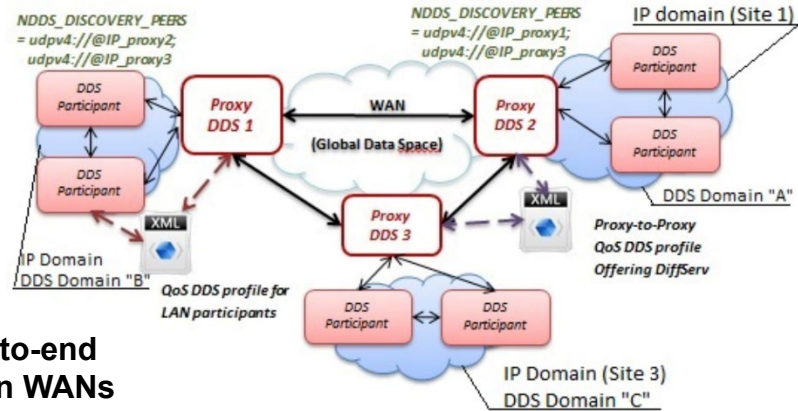 NDDS_DISCOVERY_PEERS
= udpv4://@IP_proxy2;
udpv4://@IP_proxy3
NDDS_DISCOVERY_PEERS
= udpv4://@IP_proxy1;
udpv4://@IP_proxy3
IP domain (Site 1)
DDS
Participant
DDS
Participant
Proxy
DDS 1
WAN
(Global Data Space)
Proxy
DDS 2
DDS
Participant
DDS
Participant
DDS Domain "A"
XML
XML
Proxy
DDS 3
Proxy-to-Proxy
QoS DDS profile
Offering DiffServ
IP Domain
DDS Domain "B"
QoS DDS profile for
LAN participants
DDS
Participant
DDS
Participant
to-end
n WANs
IP Domain (Site 3)
DDS Domain "C"